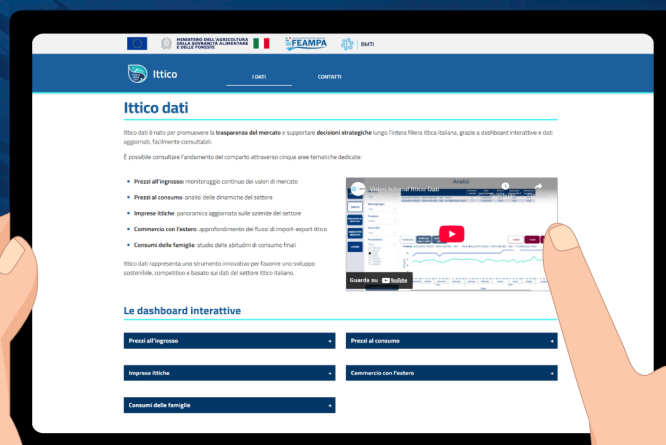 MINISTERO DELL'AGRICOLTURA
DELLA SOVRANITÀ ALIMENTARE
E DELLE FORESTE
FEAMPA
BMTI
Ittico
I DATI
CONTATTI
Ittico dati
Ittico dati è nato per promuovere la trasparenza del mercato e supportare decisioni strategiche lungo l'intera filiera ittica italiana, grazie a dashboard interattive e dati
aggiornati, facilmente consultabili.
È possibile consultare l'andamento del comparto attraverso cinque aree tematiche dedicate:
Prezzi all'ingrosso: monitoraggio continuo dei valori di mercato
Prezzi al consumo: analisi delle dinamiche del settore
Imprese ittiche: panoramica aggiornata sulle aziende del settore
Commercio con l'estero: approfondimento dei flussi di import-export ittico
Consumi delle famiglie: studio delle abitudini di consumo finali
Analisi
Video tutorial Ittico Dati
Guarda su YouTube
Ittico dati rappresenta uno strumento innovativo per favorire uno sviluppo
sostenibile, competitivo e basato sui dati del settore ittico italiano.
Le dashboard interattive
Prezzi all'ingrosso +
Prezzi al consumo +
Imprese Ittiche +
Commercio con l'estero +
Consumi delle famiglie +